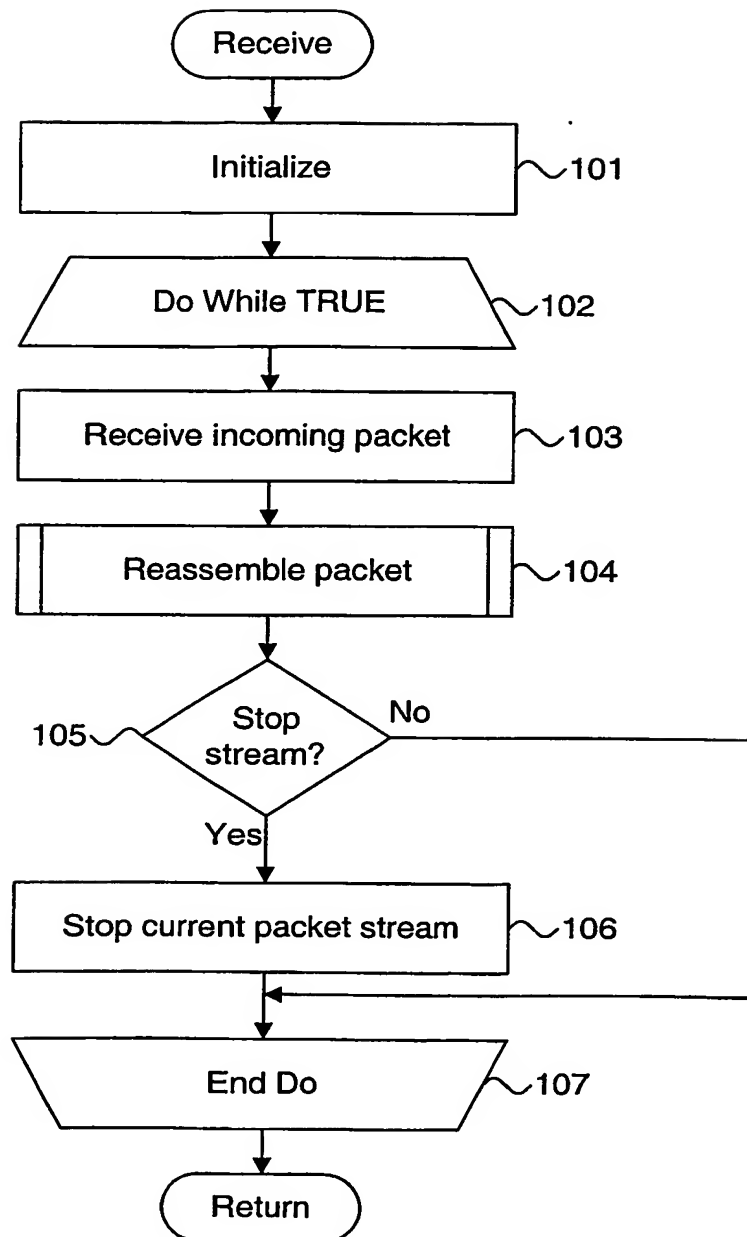 Receive
Initialize
101
Do While TRUE
102
Receive incoming packet
103
Reassemble packet
104
105
Stop
stream?
No
Yes
Stop current packet stream
106
End Do
107
Return